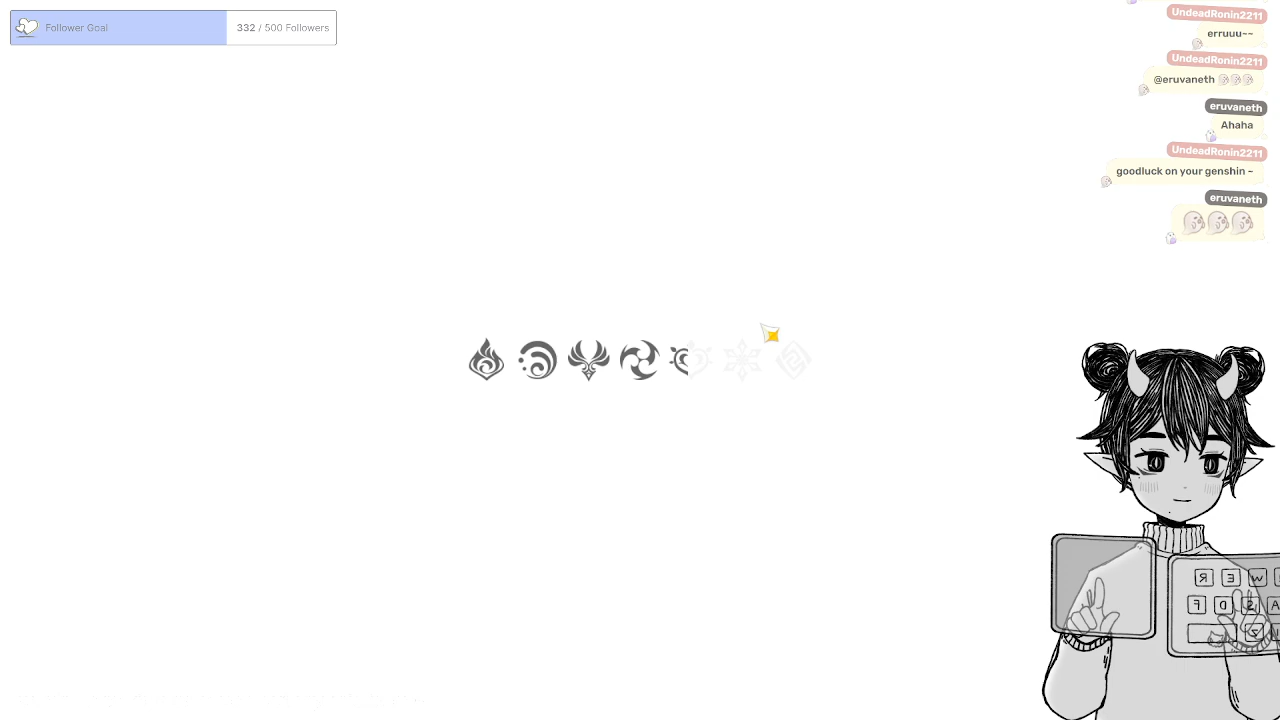 Follower Goal
332 / 500 Followers
UndeadRonin2211
erruuu~~
UndeadRonin2211
@eruvaneth
eruvaneth
Ahaha
UndeadRonin2211
goodluck on your genshin ~
eruvaneth
R E W
F D S A
Z